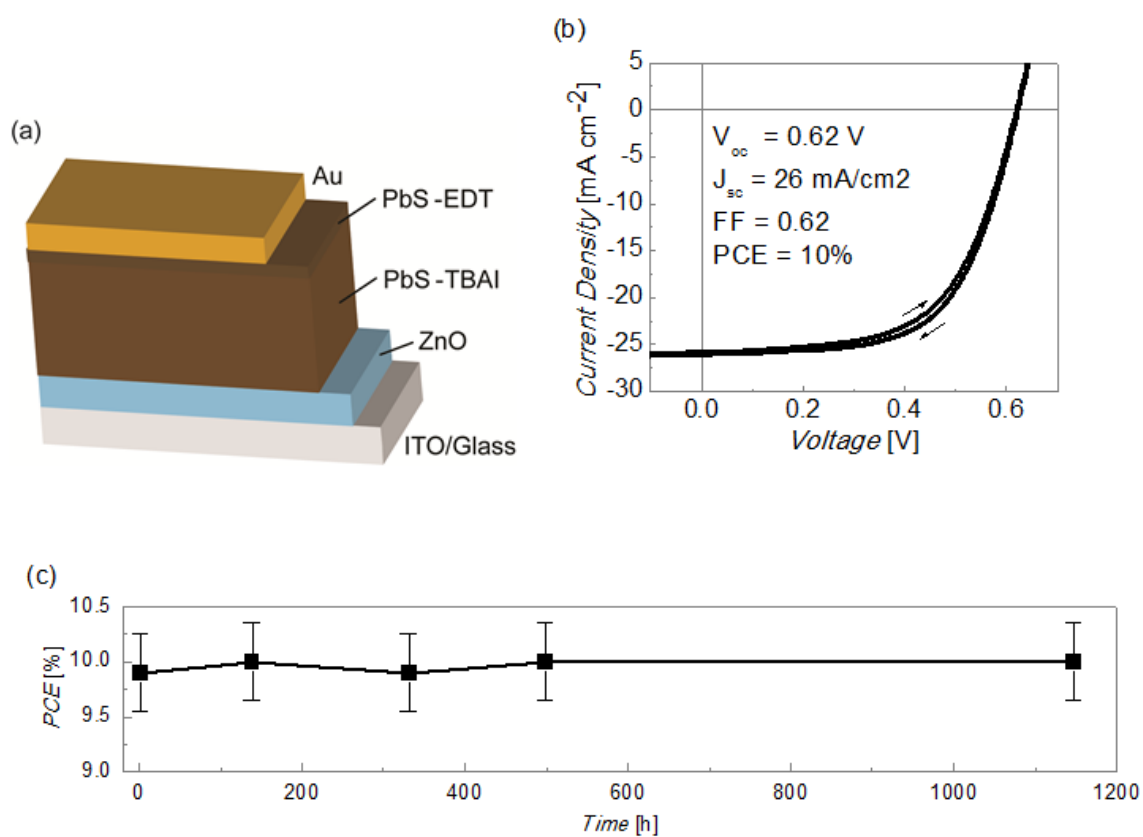 (a)
Au
PbS-EDT
PbS-TBAI
ZnO
ITO/Glass
(b)
Current Density [mA cm⁻²]
5
0
-5
-10
-15
-20
-25
-30
V_oc = 0.62 V
J_sc = 26 mA/cm2
FF = 0.62
PCE = 10%
0.0 0.2 0.4 0.6
Voltage [V]
(c)
PCE [%]
10.5
10.0
9.5
9.0
0 200 400 600 800 1000 1200
Time [h]